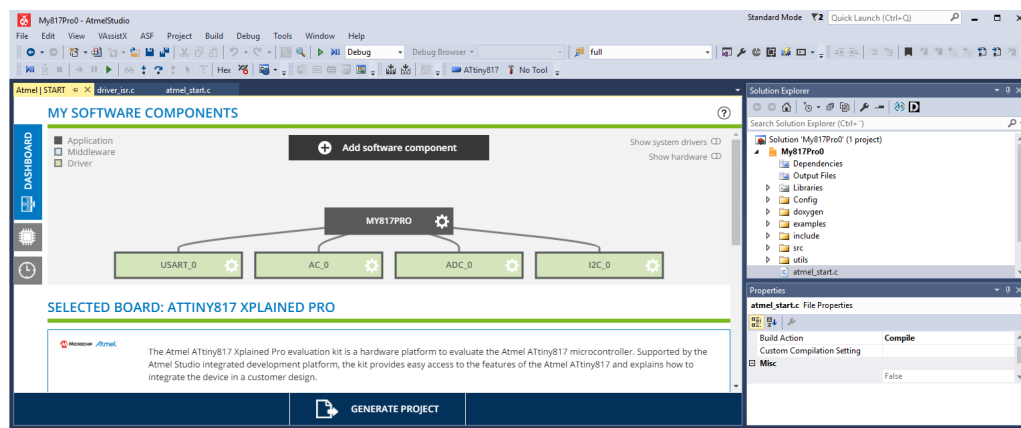 My817Pro0 - AtmelStudio
Standard Mode 2 Quick Launch (Ctrl+Q)
File Edit View VAssistX ASF Project Build Debug Tools Window Help
Debug Debug Browser full
Hex ATtiny817 No Tool
Atmel | START driver_isr.c atmel_start.c
MY SOFTWARE COMPONENTS
?
DASHBOARD
Application
Middleware
Driver
Add software component
Show system drivers
Show hardware
MY817PRO
USART_0 AC_0 ADC_0 I2C_0
SELECTED BOARD: ATTINY817 XPLAINED PRO
MICROCHIP Atmel
The Atmel ATtiny817 Xplained Pro evaluation kit is a hardware platform to evaluate the Atmel ATtiny817 microcontroller. Supported by the
Atmel Studio integrated development platform, the kit provides easy access to the features of the Atmel ATtiny817 and explains how to
integrate the device in a customer design.
GENERATE PROJECT
Solution Explorer
Search Solution Explorer (Ctrl+¨)
Solution 'My817Pro0' (1 project)
My817Pro0
Dependencies
Output Files
Libraries
Config
doxygen
examples
include
src
utils
atmel_start.c
Properties
atmel_start.c File Properties
Build Action Compile
Custom Compilation Setting
Misc
False